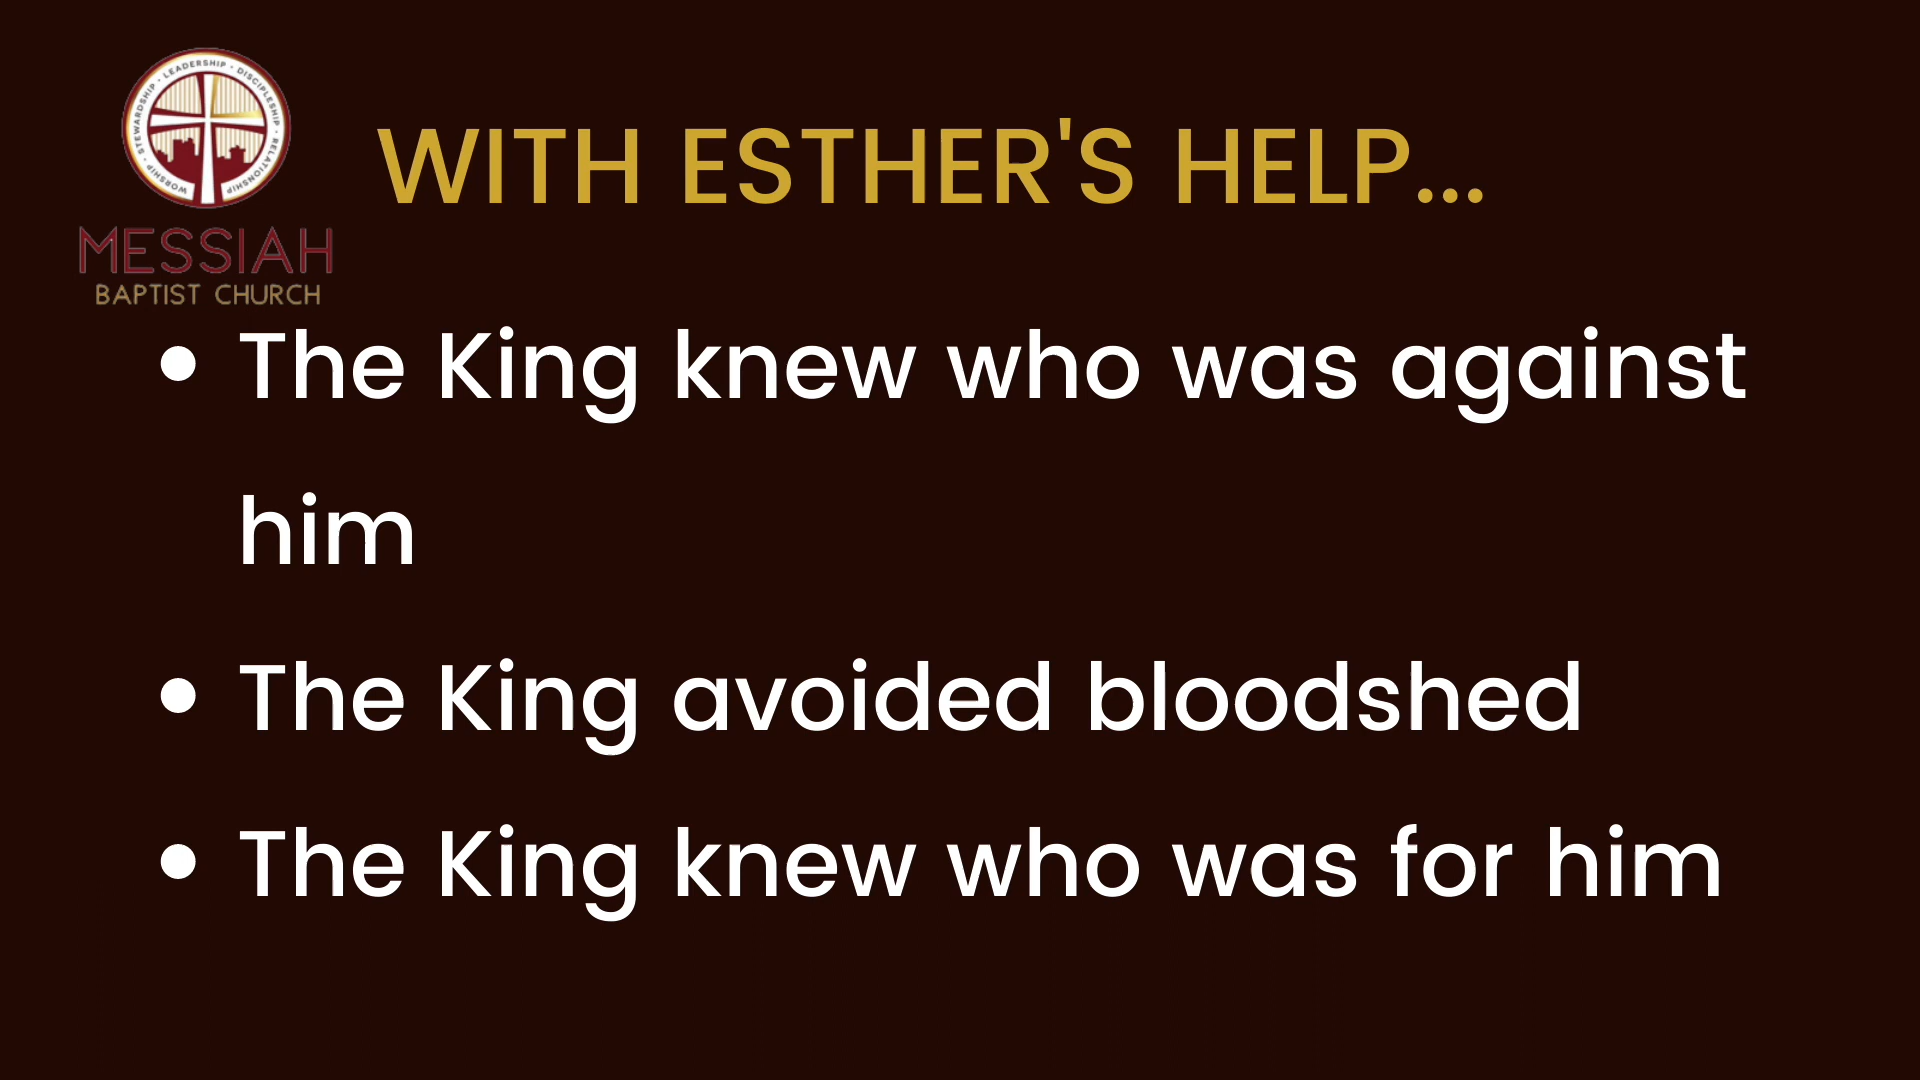 WORSHIP · STEWARDSHIP · LEADERSHIP · DISCIPLESHIP · RELATIONSHIP
MESSIAH
BAPTIST CHURCH
WITH ESTHER'S HELP...
• The King knew who was against
him
• The King avoided bloodshed
• The King knew who was for him